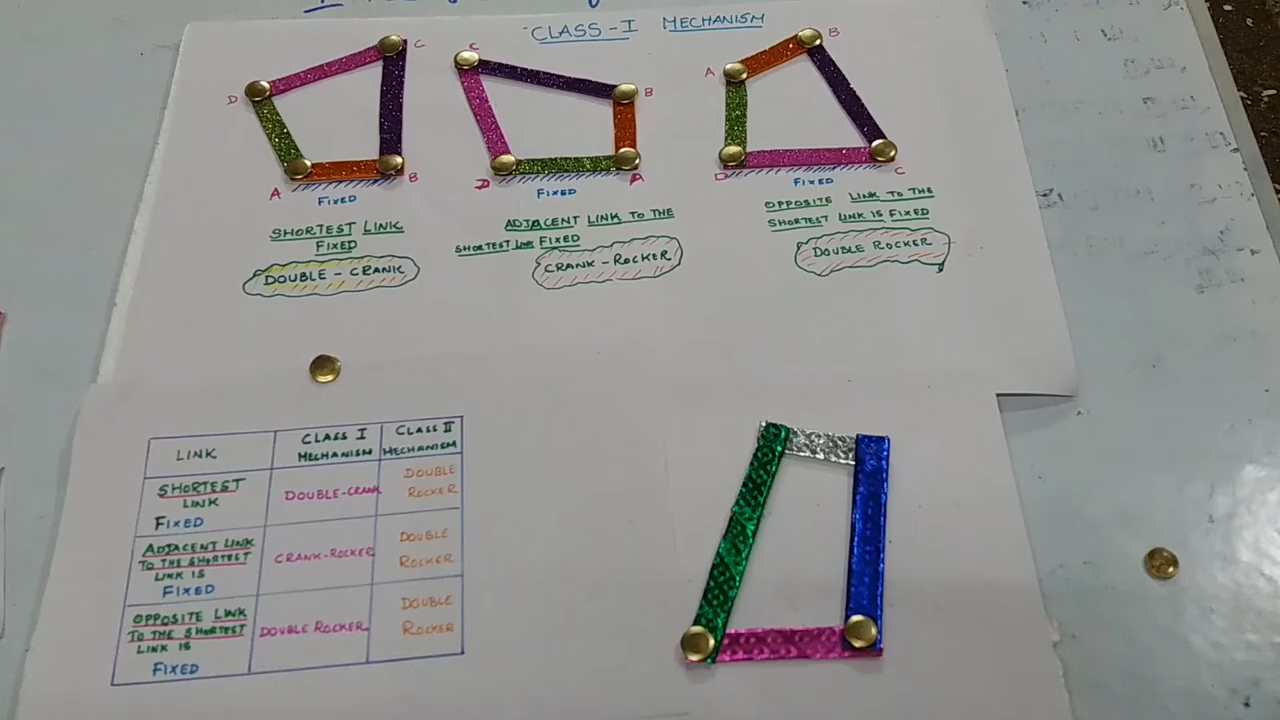 CLASS-I MECHANISM
C
D
A
B
FIXED
SHORTEST LINK
FIXED
DOUBLE-CRANK
C
B
D
A
FIXED
ADJACENT LINK TO THE
SHORTEST LINK FIXED
CRANK-ROCKER
B
A
D
C
FIXED
OPPOSITE LINK TO THE
SHORTEST LINK IS FIXED
DOUBLE ROCKER
LINK
CLASS I
MECHANISM
CLASS II
MECHANISM
SHORTEST
LINK
FIXED
DOUBLE-CRANK
DOUBLE
ROCKER
ADJACENT LINK
TO THE SHORTEST
LINK IS
FIXED
CRANK-ROCKER
DOUBLE
ROCKER
OPPOSITE LINK
TO THE SHORTEST
LINK IS
FIXED
DOUBLE ROCKER
DOUBLE
ROCKER